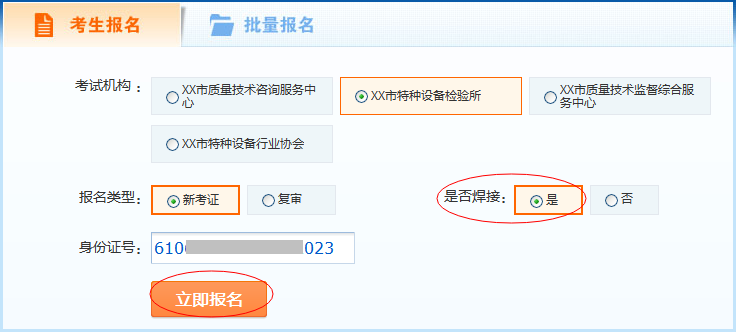 考生报名 批量报名
考试机构：
XX市质量技术咨询服务中
心
XX市特种设备检验所
XX市质量技术监督综合服
务中心
XX市特种设备行业协会
报名类型： 新考证 复审 是否焊接： 是 否
身份证号： 610 023
立即报名